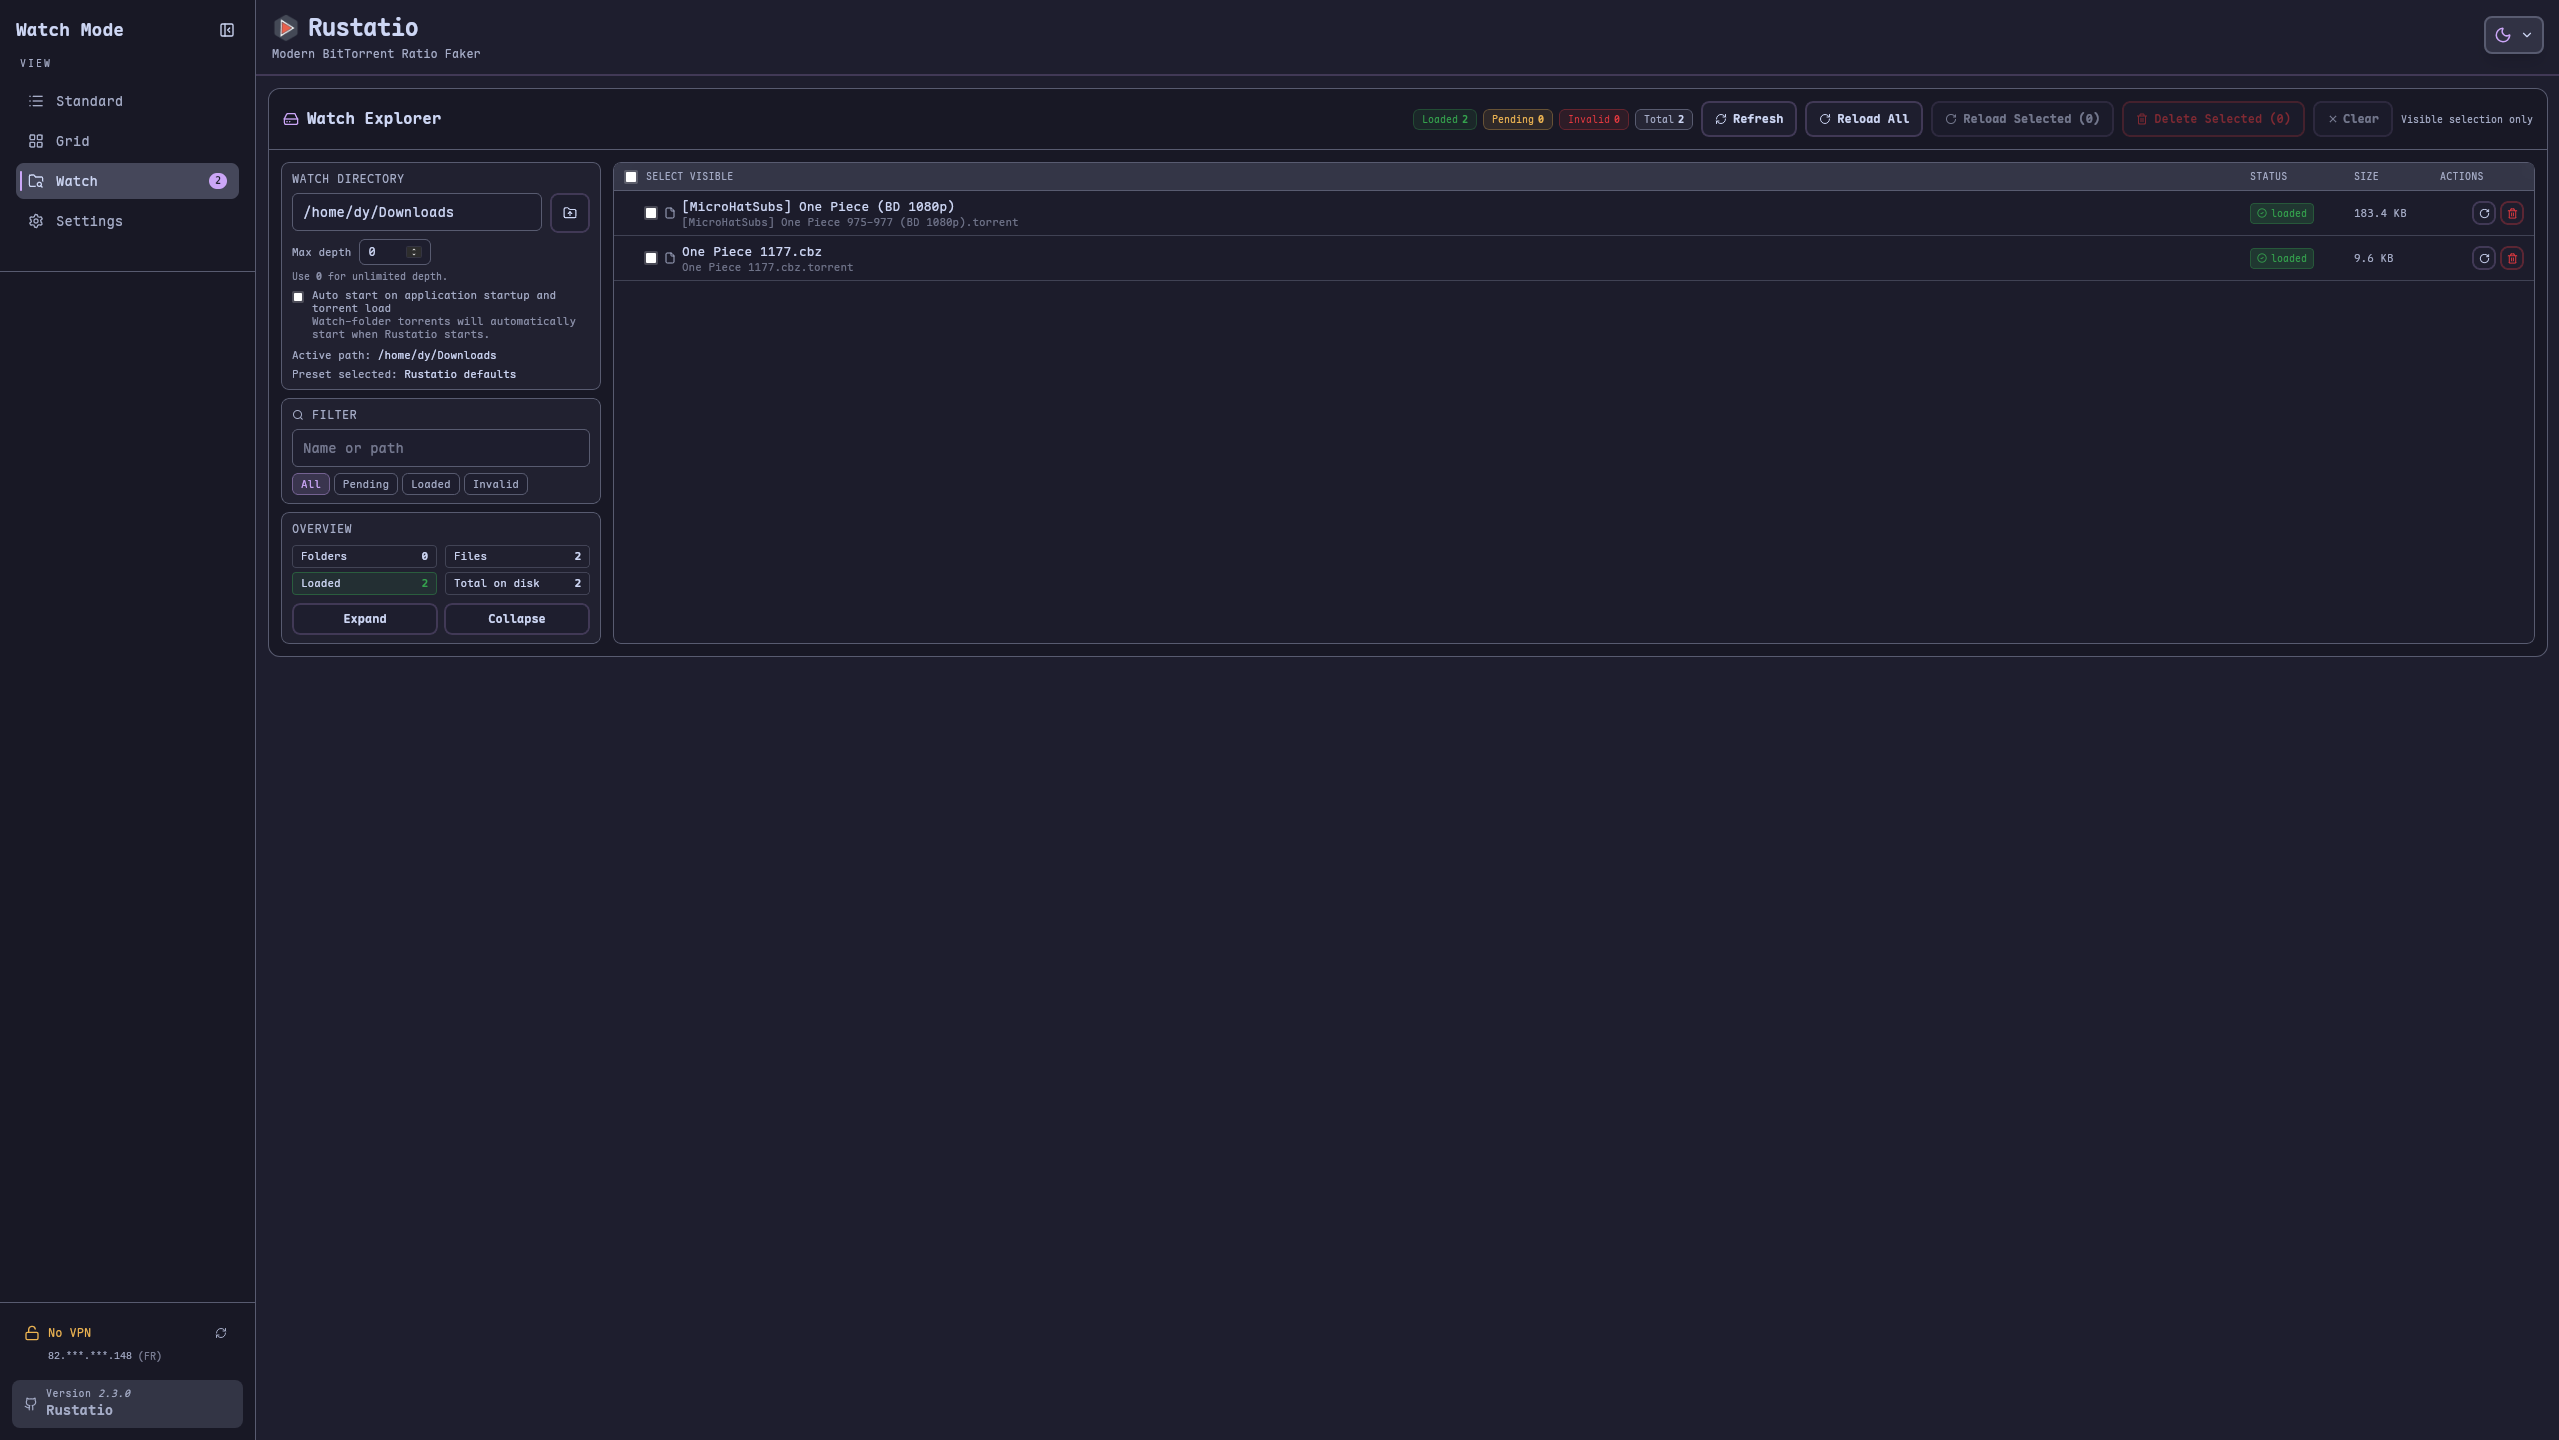 Watch Mode
VIEW
Standard
Grid
Watch 2
Settings
No VPN
82.***.***.148 (FR)
Version 2.3.0
Rustatio
Rustatio
Modern BitTorrent Ratio Faker
Watch Explorer
Loaded 2 Pending 0 Invalid 0 Total 2 Refresh Reload All Reload Selected (0) Delete Selected (0) Clear Visible selection only
WATCH DIRECTORY
/home/dy/Downloads
Max depth 0
Use 0 for unlimited depth.
Auto start on application startup and
torrent load
Watch-folder torrents will automatically
start when Rustatio starts.
Active path: /home/dy/Downloads
Preset selected: Rustatio defaults
FILTER
Name or path
All Pending Loaded Invalid
OVERVIEW
Folders 0 Files 2
Loaded 2 Total on disk 2
Expand Collapse
SELECT VISIBLE STATUS SIZE ACTIONS
[MicroHatSubs] One Piece (BD 1080p)
[MicroHatSubs] One Piece 975-977 (BD 1080p).torrent
loaded 183.4 KB
One Piece 1177.cbz
One Piece 1177.cbz.torrent
loaded 9.6 KB